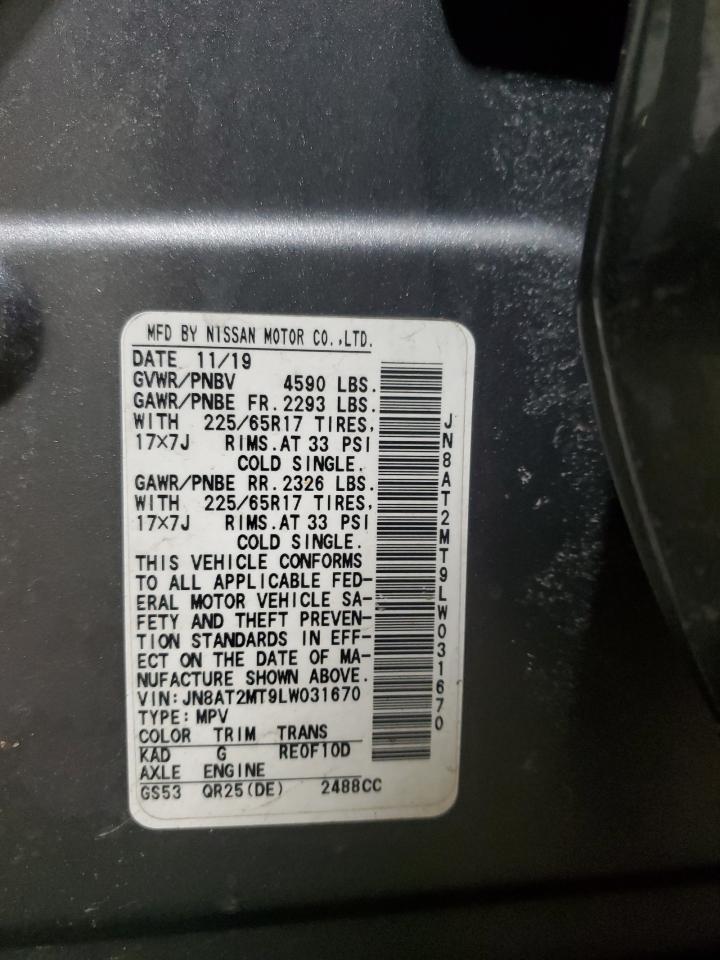 MFD BY NISSAN MOTOR CO.,LTD.
DATE 11/19
GVWR/PNBV 4590 LBS.
GAWR/PNBE FR. 2293 LBS.
WITH 225/65R17 TIRES,
17×7J RIMS. AT 33 PSI
COLD SINGLE.
GAWR/PNBE RR. 2326 LBS.
WITH 225/65R17 TIRES,
17×7J RIMS. AT 33 PSI
COLD SINGLE.
THIS VEHICLE CONFORMS
TO ALL APPLICABLE FED-
ERAL MOTOR VEHICLE SA-
FETY AND THEFT PREVEN-
TION STANDARDS IN EFF-
ECT ON THE DATE OF MA-
NUFACTURE SHOWN ABOVE.
VIN: JN8AT2MT9LW031670
TYPE: MPV
COLOR TRIM TRANS
KAD G RE0F10D
AXLE ENGINE
GS53 QR25(DE) 2488CC
JN8AT2MT9LW031670